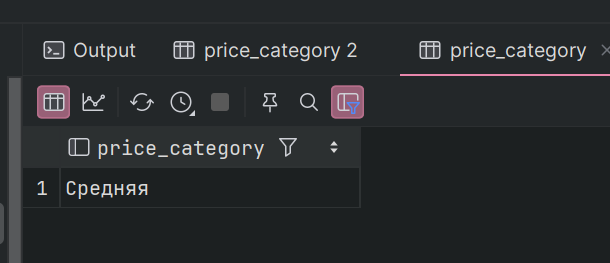 Output
price_category 2
price_category
price_category
1 Средняя